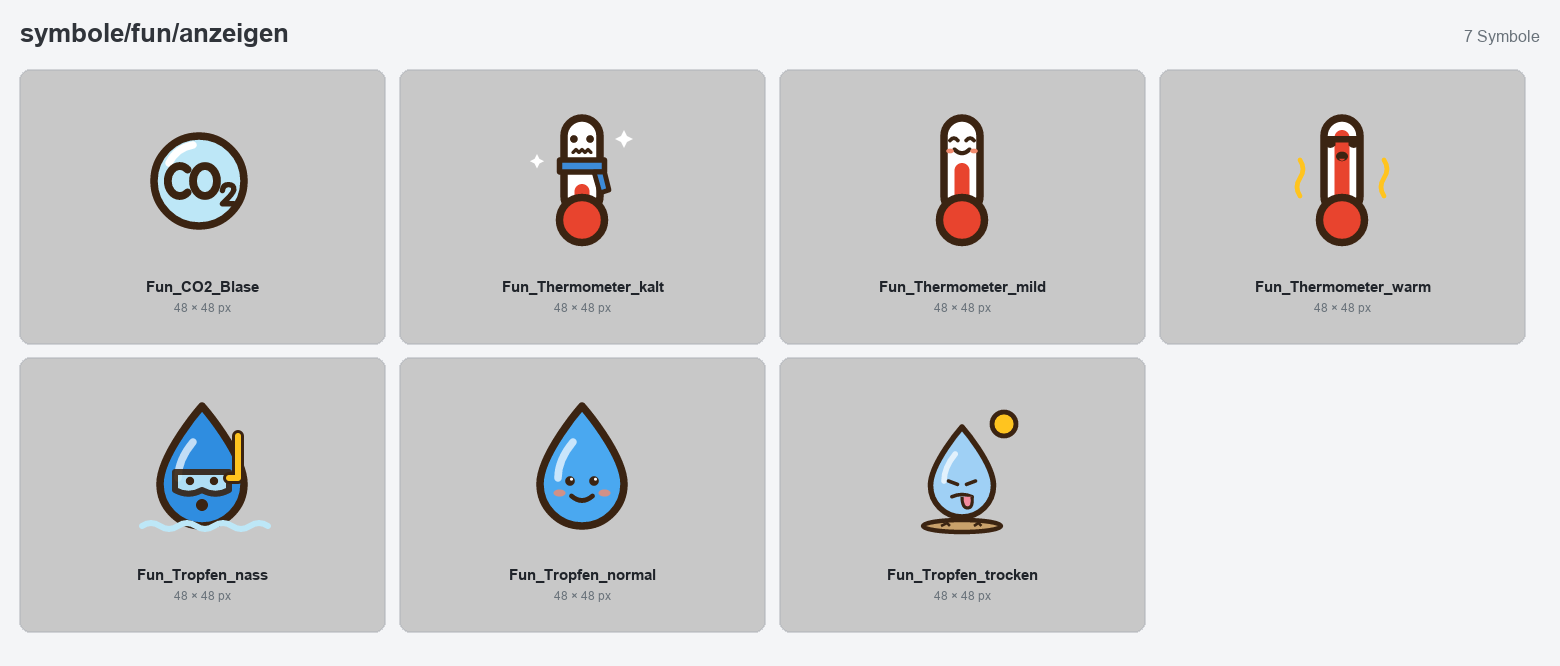 symbole/fun/anzeigen
7 Symbole
CO2
Fun_CO2_Blase
48 × 48 px
Fun_Thermometer_kalt
48 × 48 px
Fun_Thermometer_mild
48 × 48 px
Fun_Thermometer_warm
48 × 48 px
Fun_Tropfen_nass
48 × 48 px
Fun_Tropfen_normal
48 × 48 px
Fun_Tropfen_trocken
48 × 48 px